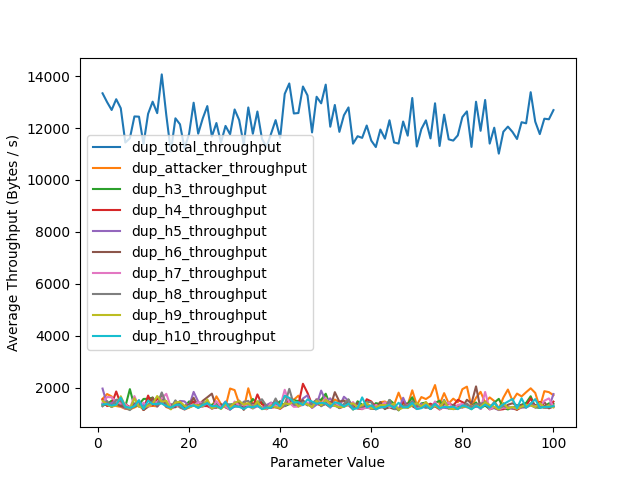 14000
12000
10000
8000
6000
4000
2000
Average Throughput (Bytes / s)
dup_total_throughput
dup_attacker_throughput
dup_h3_throughput
dup_h4_throughput
dup_h5_throughput
dup_h6_throughput
dup_h7_throughput
dup_h8_throughput
dup_h9_throughput
dup_h10_throughput
0 20 40 60 80 100
Parameter Value